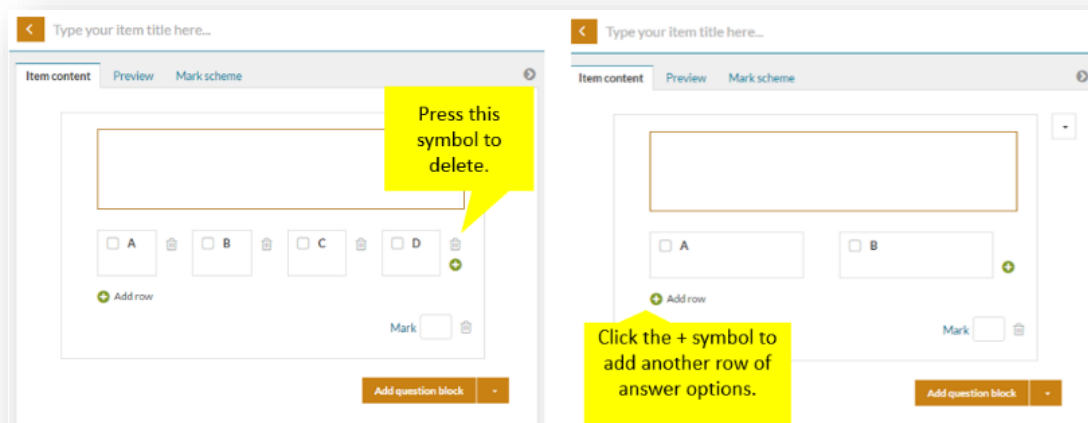 Type your item title here...
Item content Preview Mark scheme
Press this
symbol to
delete.
A B C D
Add row
Mark
Add question block
Type your item title here...
Item content Preview Mark scheme
A B
Add row
Click the + symbol to
add another row of
answer options.
Mark
Add question block